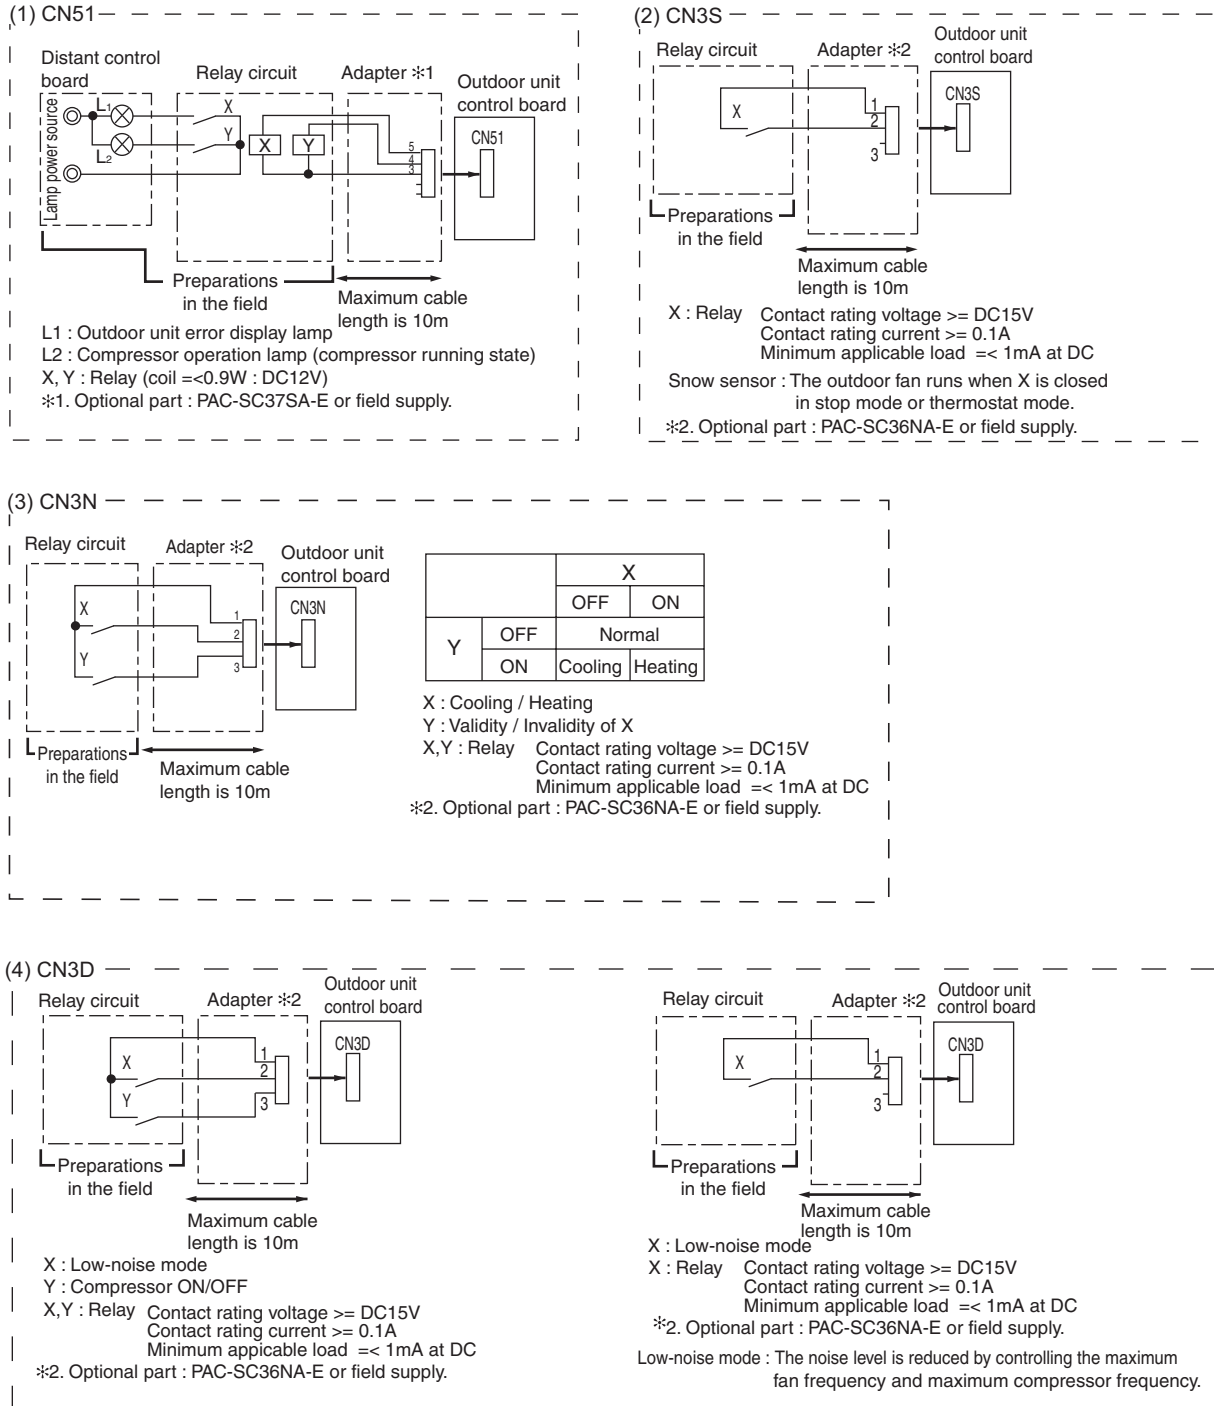 (1) CN51
Distant control
board
Relay circuit
Adapter ✻1
Outdoor unit
control board
Lamp power source
L1
L2
X
Y
X
Y
5
4
3
CN51
Preparations
in the field
Maximum cable
length is 10m
L1 : Outdoor unit error display lamp
L2 : Compressor operation lamp (compressor running state)
X, Y : Relay (coil =<0.9W : DC12V)
✻1. Optional part : PAC-SC37SA-E or field supply.
(2) CN3S
Relay circuit
Adapter ✻2
Outdoor unit
control board
X
1
2
3
CN3S
Preparations
in the field
Maximum cable
length is 10m
X : Relay Contact rating voltage >= DC15V
Contact rating current >= 0.1A
Minimum applicable load =< 1mA at DC
Snow sensor : The outdoor fan runs when X is closed
in stop mode or thermostat mode.
✻2. Optional part : PAC-SC36NA-E or field supply.
(3) CN3N
Relay circuit
Adapter ✻2
Outdoor unit
control board
X
Y
1
2
3
CN3N
Preparations
in the field
Maximum cable
length is 10m
X
OFF ON
Y OFF Normal
ON Cooling Heating
X : Cooling / Heating
Y : Validity / Invalidity of X
X,Y : Relay Contact rating voltage >= DC15V
Contact rating current >= 0.1A
Minimum applicable load =< 1mA at DC
✻2. Optional part : PAC-SC36NA-E or field supply.
(4) CN3D
Relay circuit
Adapter ✻2
Outdoor unit
control board
X
Y
1
2
3
CN3D
Preparations
in the field
Maximum cable
length is 10m
X : Low-noise mode
Y : Compressor ON/OFF
X,Y : Relay Contact rating voltage >= DC15V
Contact rating current >= 0.1A
Minimum appicable load =< 1mA at DC
✻2. Optional part : PAC-SC36NA-E or field supply.
Relay circuit
Adapter ✻2
Outdoor unit
control board
X
1
2
3
CN3D
Preparations
in the field
Maximum cable
length is 10m
X : Low-noise mode
X : Relay Contact rating voltage >= DC15V
Contact rating current >= 0.1A
Minimum applicable load =< 1mA at DC
✻2. Optional part : PAC-SC36NA-E or field supply.
Low-noise mode : The noise level is reduced by controlling the maximum
fan frequency and maximum compressor frequency.